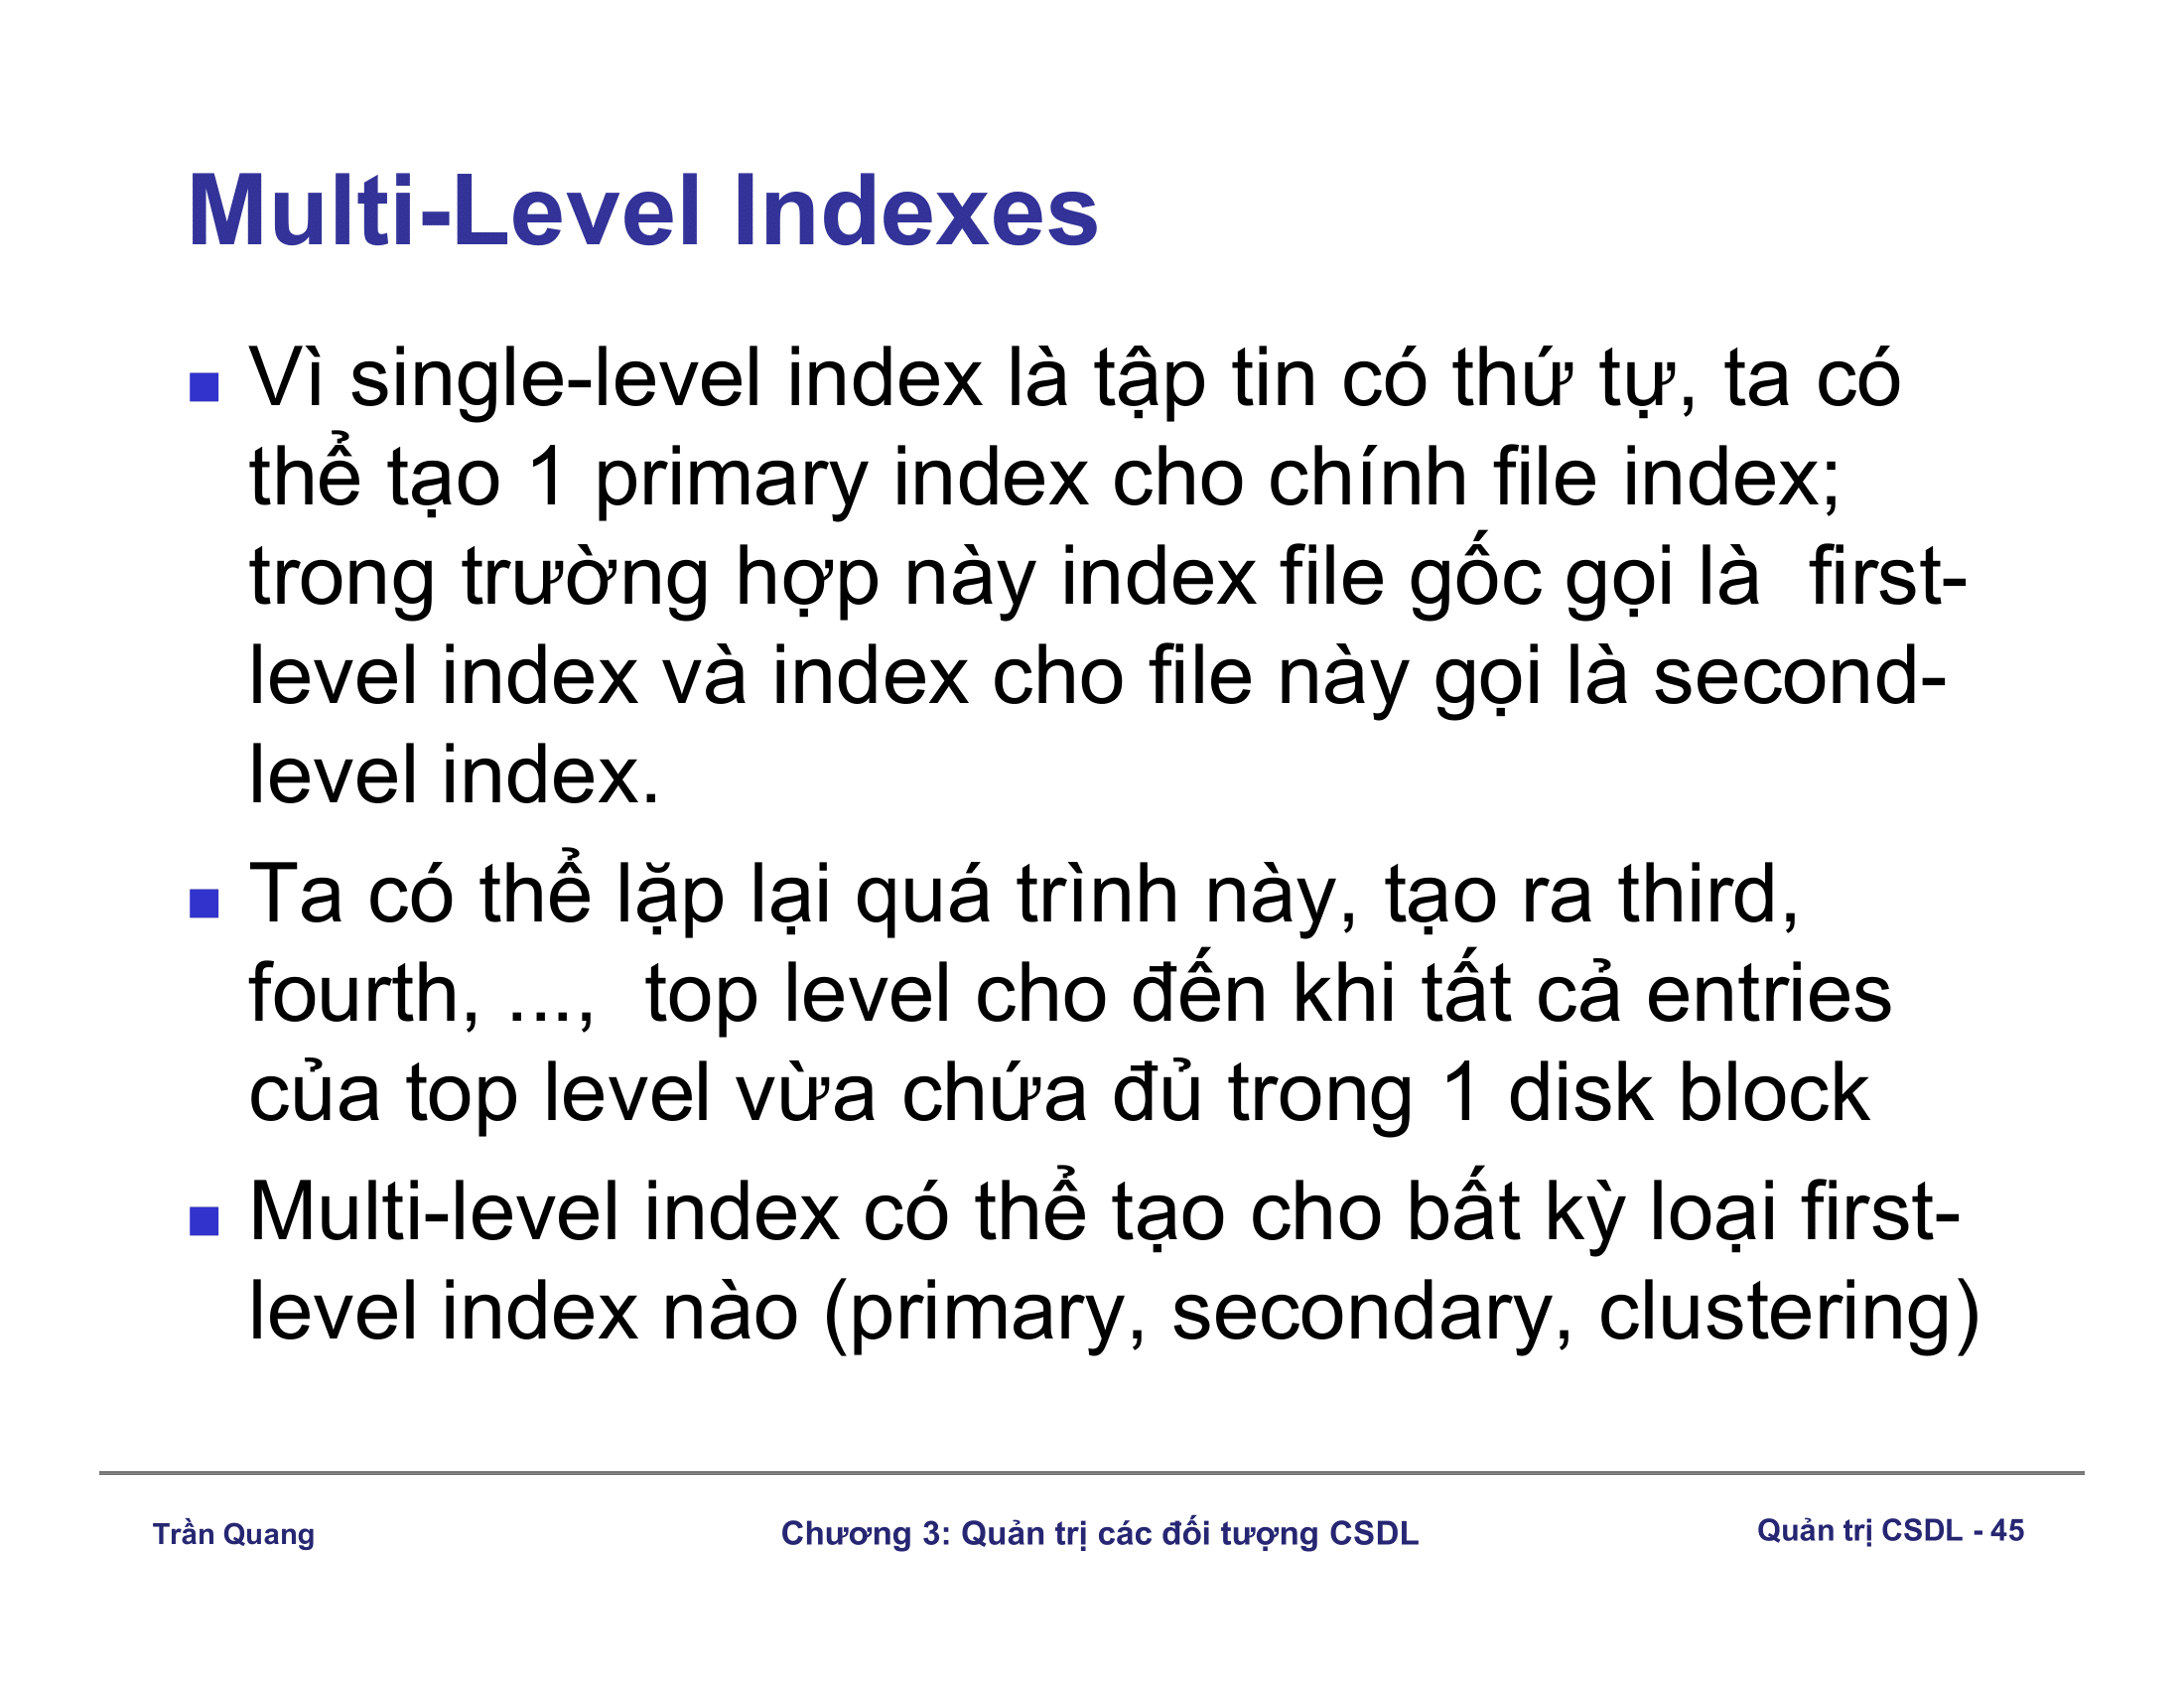 Multi-Level Indexes
Vì single-level index là tập tin có thứ tự, ta có
thể tạo 1 primary index cho chính file index;
trong trường hợp này index file gốc gọi là  first-
level index và index cho file này gọi là second-
level index.
Ta có thể lặp lại quá trình này, tạo ra third,
fourth, ...,  top level cho đến khi tất cả entries
của top level vừa chứa đủ trong 1 disk block
Multi-level index có thể tạo cho bất kỳ loại first-
level index nào (primary, secondary, clustering)
Trần Quang
Chương 3: Quản trị các đối tượng CSDL
Quản trị CSDL - 45